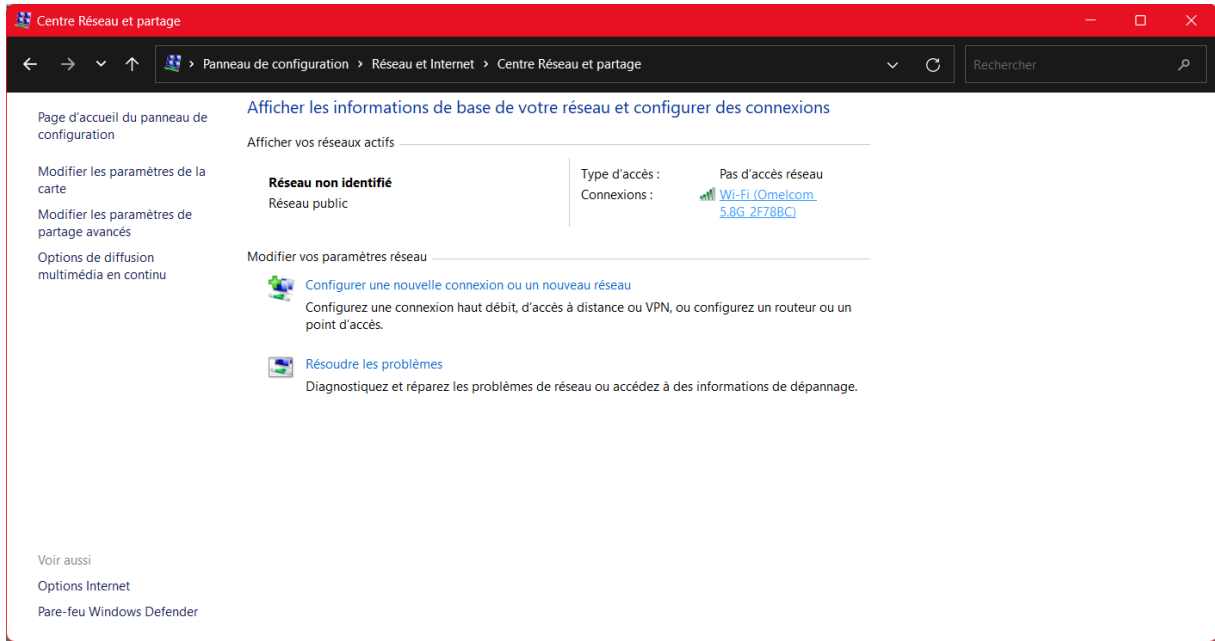 Centre Réseau et partage
Panneau de configuration › Réseau et Internet › Centre Réseau et partage
Rechercher
Page d'accueil du panneau de
configuration
Modifier les paramètres de la
carte
Modifier les paramètres de
partage avancés
Options de diffusion
multimédia en continu
Afficher les informations de base de votre réseau et configurer des connexions
Afficher vos réseaux actifs
Réseau non identifié
Réseau public
Type d'accès : Pas d'accès réseau
Connexions : Wi-Fi (Omelcom
5.8G_2F78BC)
Modifier vos paramètres réseau
Configurer une nouvelle connexion ou un nouveau réseau
Configurez une connexion haut débit, d'accès à distance ou VPN, ou configurez un routeur ou un
point d'accès.
Résoudre les problèmes
Diagnostiquez et réparez les problèmes de réseau ou accédez à des informations de dépannage.
Voir aussi
Options Internet
Pare-feu Windows Defender